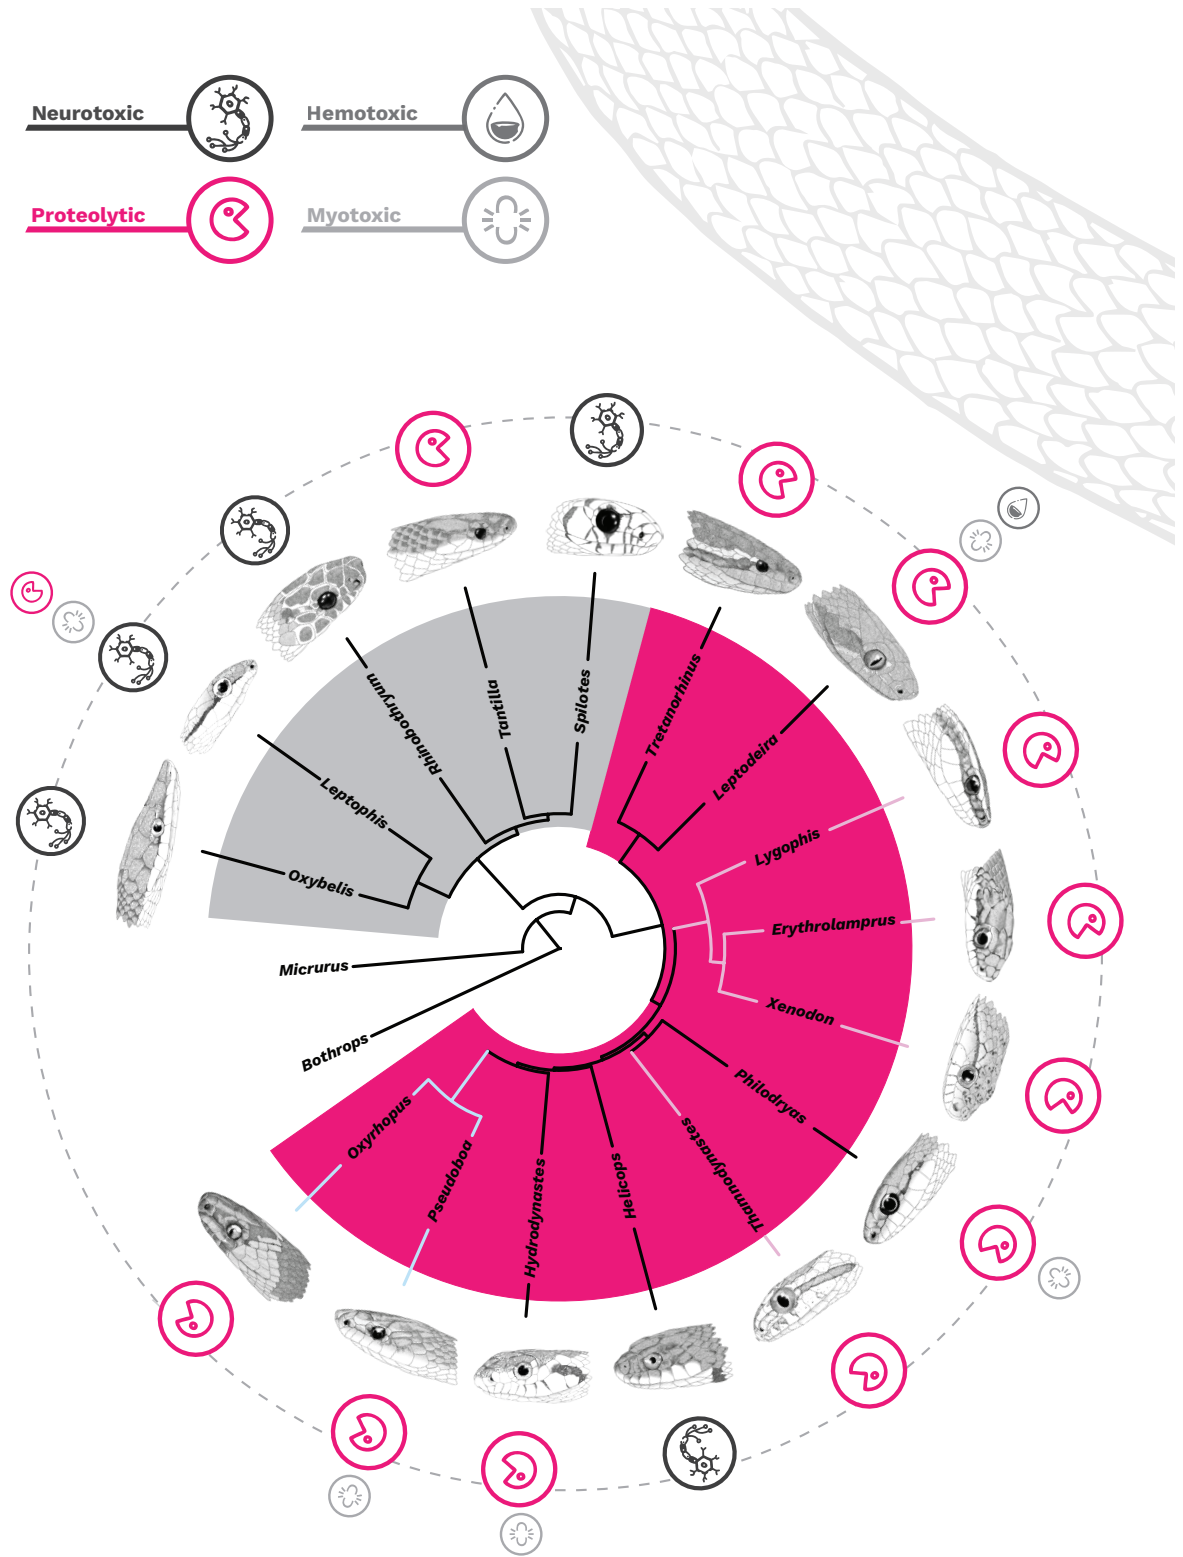 Neurotoxic
Hemotoxic
Proteolytic
Myotoxic
Spilotes
Tantilla
Rhinobothryum
Leptophis
Oxybelis
Micrurus
Bothrops
Tretanorhinus
Leptodeira
Lygophis
Erythrolamprus
Xenodon
Philodryas
Thamnodynastes
Helicops
Hydrodynastes
Pseudoboa
Oxyrhopus